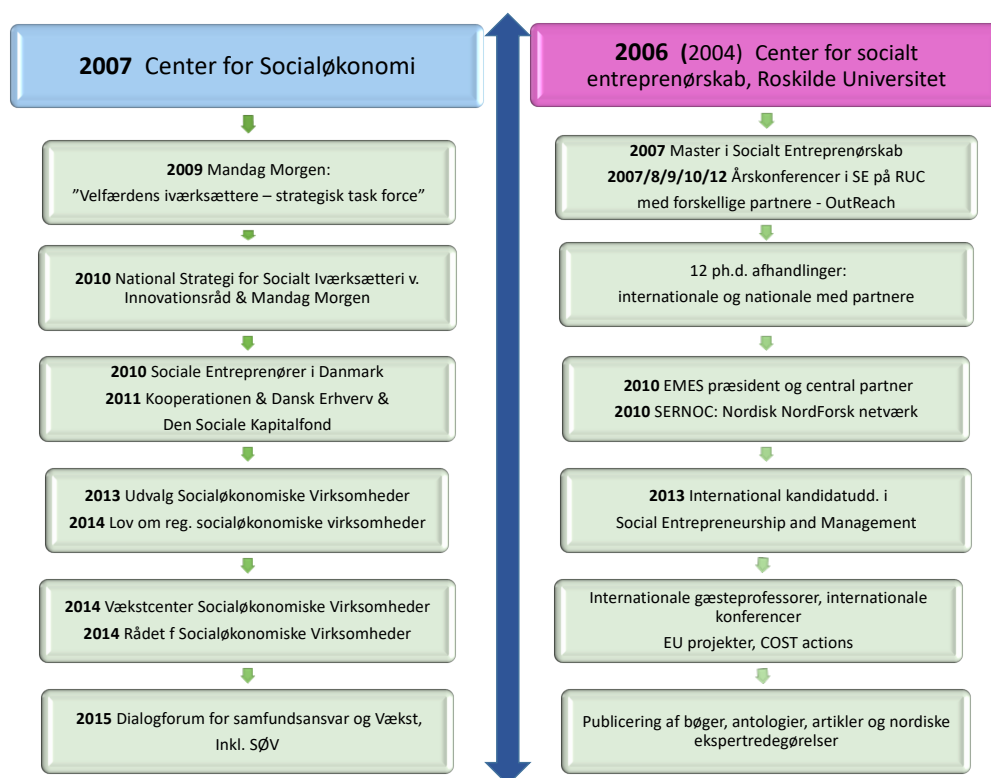 2007 Center for Socialøkonomi
2009 Mandag Morgen:
”Velfærdens iværksættere – strategisk task force”
2010 National Strategi for Socialt Iværksætteri v.
Innovationsråd & Mandag Morgen
2010 Sociale Entreprenører i Danmark
2011 Kooperationen & Dansk Erhverv &
Den Sociale Kapitalfond
2013 Udvalg Socialøkonomiske Virksomheder
2014 Lov om reg. socialøkonomiske virksomheder
2014 Vækstcenter Socialøkonomiske Virksomheder
2014 Rådet f Socialøkonomiske Virksomheder
2015 Dialogforum for samfundsansvar og Vækst,
Inkl. SØV
2006 (2004) Center for socialt
entreprenørskab, Roskilde Universitet
2007 Master i Socialt Entreprenørskab
2007/8/9/10/12 Årskonferencer i SE på RUC
med forskellige partnere - OutReach
12 ph.d. afhandlinger:
internationale og nationale med partnere
2010 EMES præsident og central partner
2010 SERNOC: Nordisk NordForsk netværk
2013 International kandidatudd. i
Social Entrepreneurship and Management
Internationale gæsteprofessorer, internationale
konferencer
EU projekter, COST actions
Publicering af bøger, antologier, artikler og nordiske
ekspertredegørelser